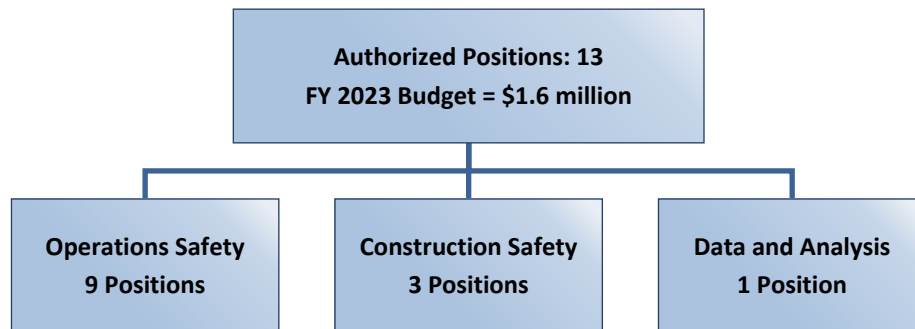 Authorized Positions: 13
FY 2023 Budget = $1.6 million
Operations Safety
9 Positions
Construction Safety
3 Positions
Data and Analysis
1 Position